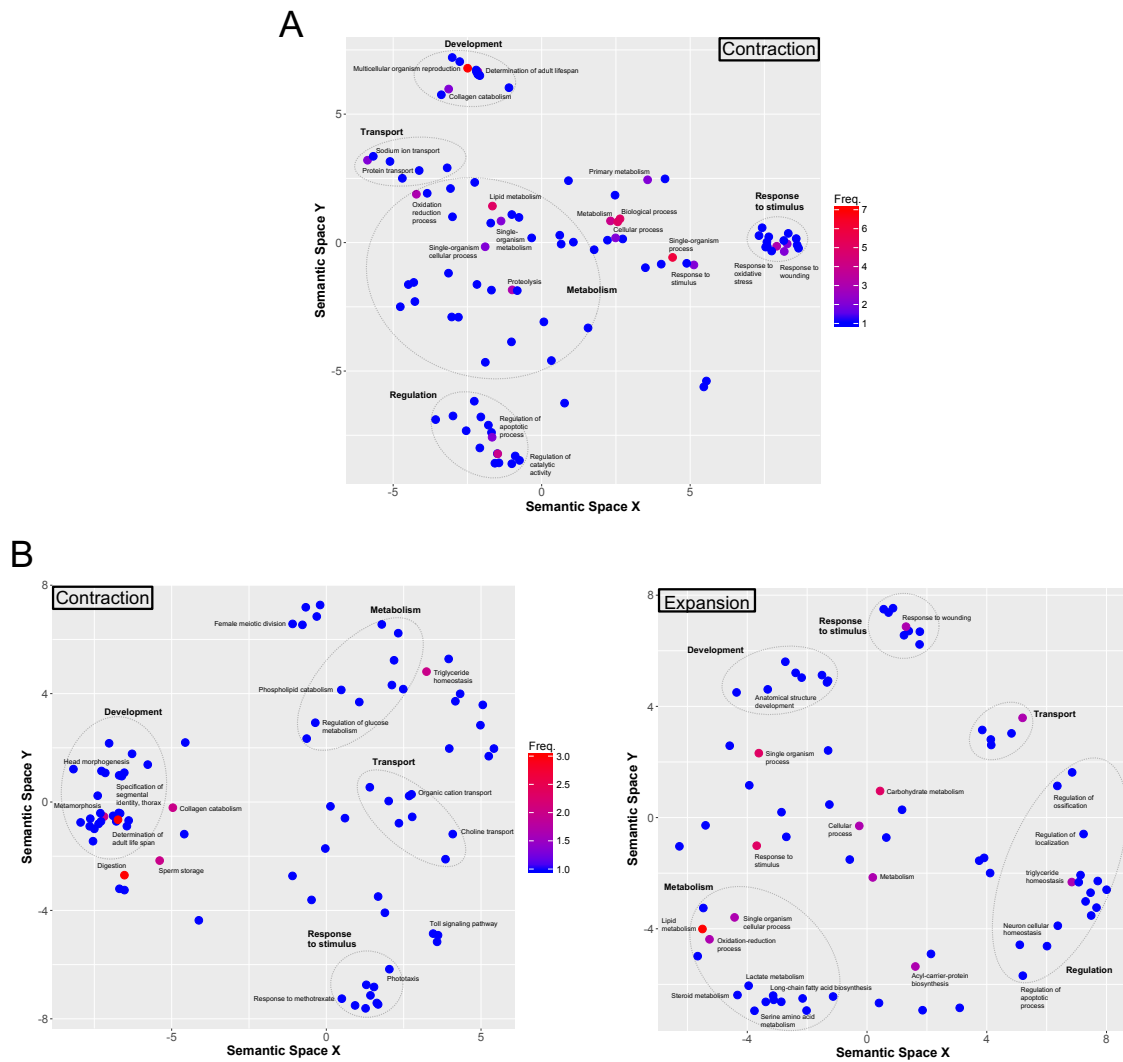 A
Contraction
Development
Multicellular organism reproduction
Determination of adult lifespan
Collagen catabolism
5
Transport
Sodium ion transport
Protein transport
Primary metabolism
Oxidation
reduction
process
Lipid metabolism
Metabolism
Biological process
Response
to stimulus
Freq.
7
6
5
4
3
2
1
Single-
organism
metabolism
Cellular process
0
Single-organism
cellular process
Single-organism
process
Response to
stimulus
Response to
oxidative
stress
Response to
wounding
Proteolysis
Metabolism
Semantic Space Y
-5
Regulation
Regulation of
apoptotic
process
Regulation of
catalytic
activity
-5
0
5
Semantic Space X
B
Contraction
8
Female meiotic division
Metabolism
Triglyceride
homeostasis
4
Phospholipid catabolism
Regulation of glucose
metabolism
Development
Head morphogenesis
Specification of
segmental
identity, thorax
Metamorphosis
Transport
Organic cation transport
Collagen catabolism
0
Determination of
adult life span
Choline transport
Digestion
Sperm storage
-4
Toll signaling pathway
Response
to stimulus
Phototaxis
Response to methotrexate
-8
Semantic Space Y
-5
0
5
Semantic Space X
Freq.
3.0
2.5
2.0
1.5
1.0
Expansion
8
Response
to stimulus
Response to wounding
Development
Anatomical structure
development
4
Transport
Single organism
process
Carbohydrate metabolism
Regulation
of ossification
0
Cellular
process
Regulation of
localization
Response to
stimulus
Metabolism
triglyceride
homeostasis
Metabolism
Single organism
cellular process
Lipid
metabolism
Oxidation-reduction
process
-4
Neuron cellular
homeostasis
Acyl-carrier-protein
biosynthesis
Regulation
Lactate metabolism
Long-chain fatty acid biosynthesis
Steroid metabolism
Serine amino acid
metabolism
Regulation of
apoptotic process
Semantic Space Y
-4
0
4
8
Semantic Space X